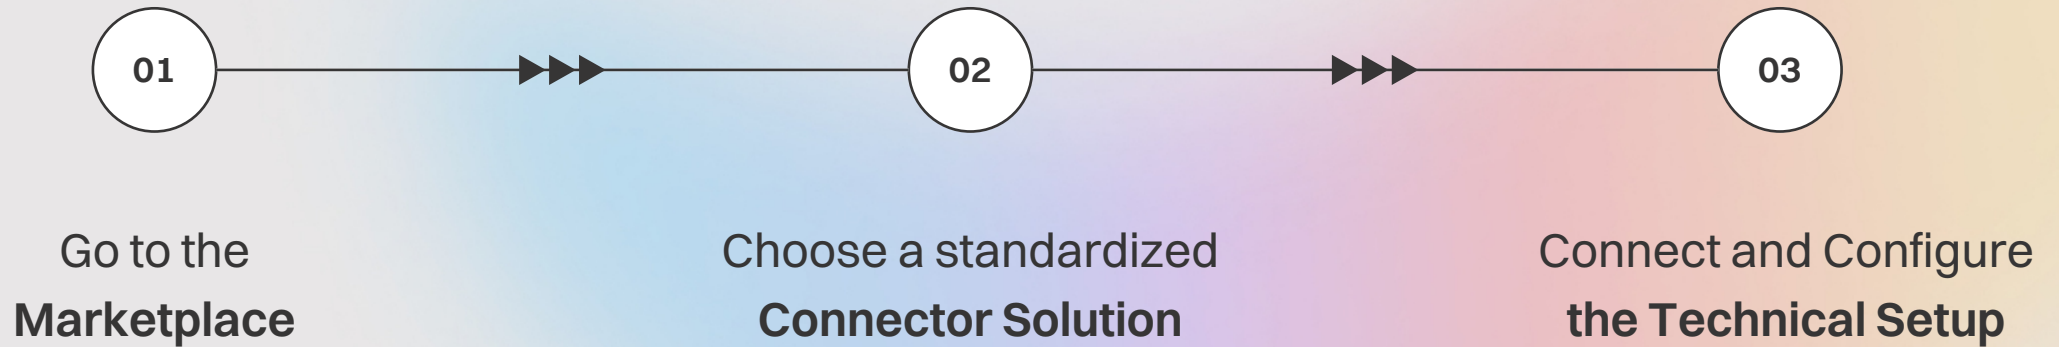 01
02
03
Go to the
Marketplace
Choose a standardized
Connector Solution
Connect and Configure
the Technical Setup